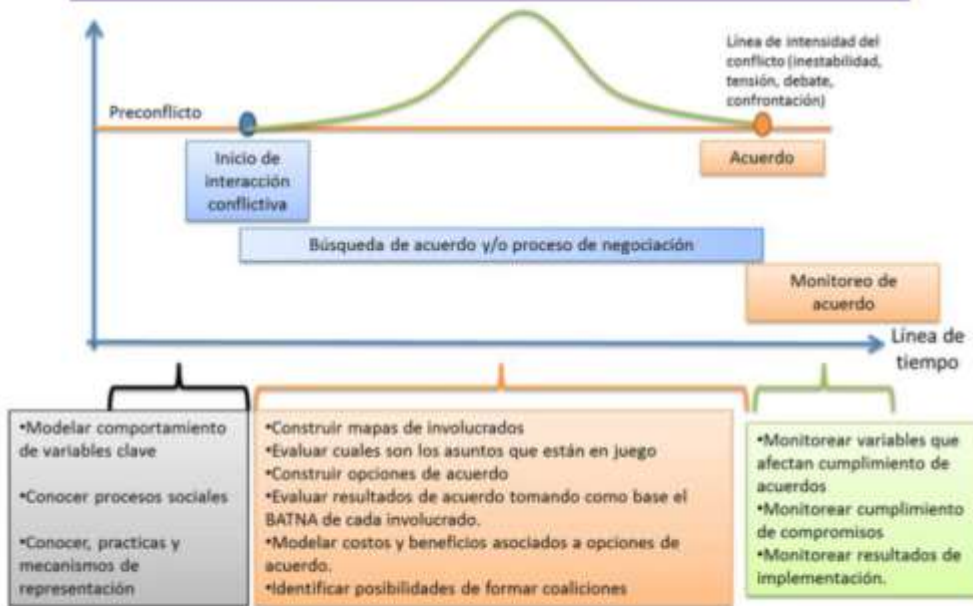 Línea de intensidad del
conflicto (inestabilidad,
tensión, debate,
confrontación)
Preconflicto
Inicio de
interacción
conflictiva
Acuerdo
Búsqueda de acuerdo y/o proceso de negociación
Monitoreo de
acuerdo
Línea de
tiempo
•Modelar comportamiento
de variables clave
•Conocer procesos sociales
•Conocer, practicas y
mecanismos de
representación
•Construir mapas de involucrados
•Evaluar cuales son los asuntos que están en juego
•Construir opciones de acuerdo
•Evaluar resultados de acuerdo tomando como base el
BATNA de cada involucrado.
•Modelar costos y beneficios asociados a opciones de
acuerdo.
•Identificar posibilidades de formar coaliciones
•Monitorear variables que
afectan cumplimiento de
acuerdos
•Monitorear cumplimiento
de compromisos
•Monitorear resultados de
implementación.